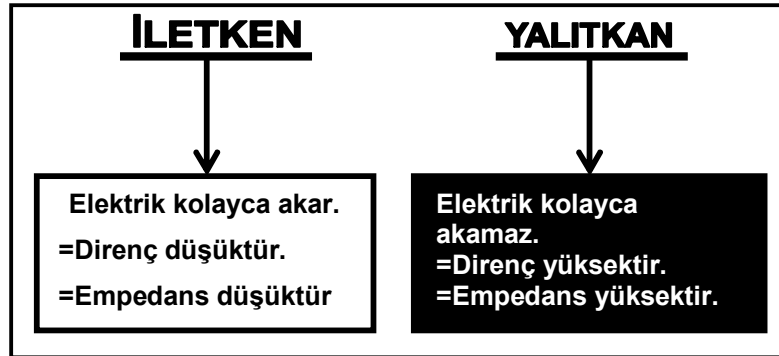 İLETKEN
YALITKAN
Elektrik kolayca akar.
=Direnç düşüktür.
=Empedans düşüktür
Elektrik kolayca
akamaz.
=Direnç yüksektir.
=Empedans yüksektir.